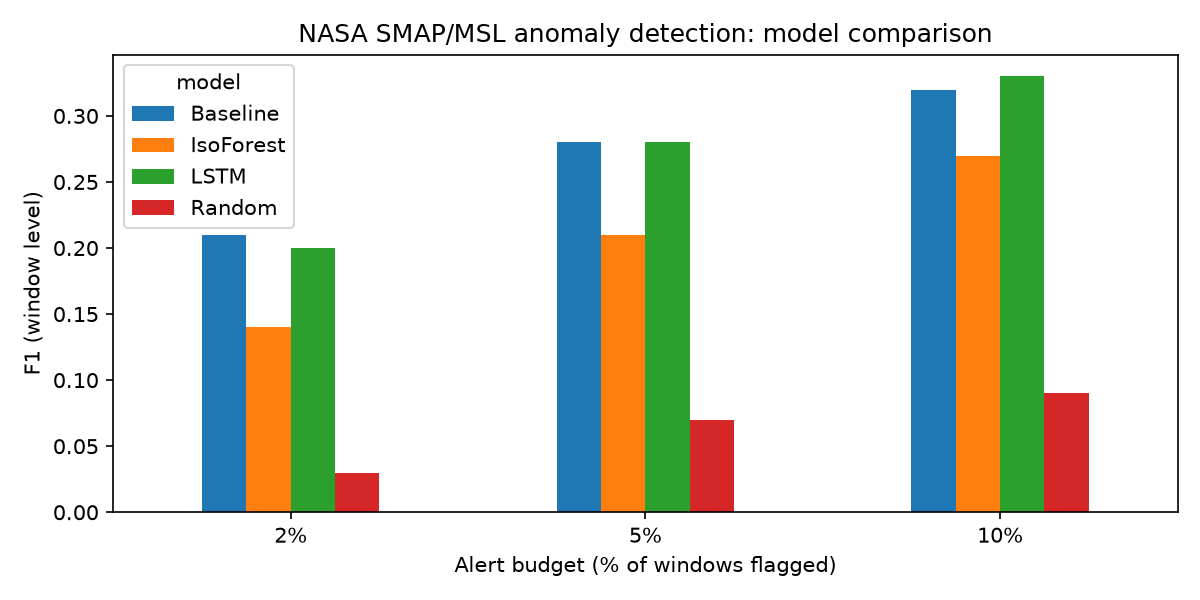 NASA SMAP/MSL anomaly detection: model comparison
model
Baseline
IsoForest
LSTM
Random
F1 (window level)
0.30
0.25
0.20
0.15
0.10
0.05
0.00
2%
5%
10%
Alert budget (% of windows flagged)